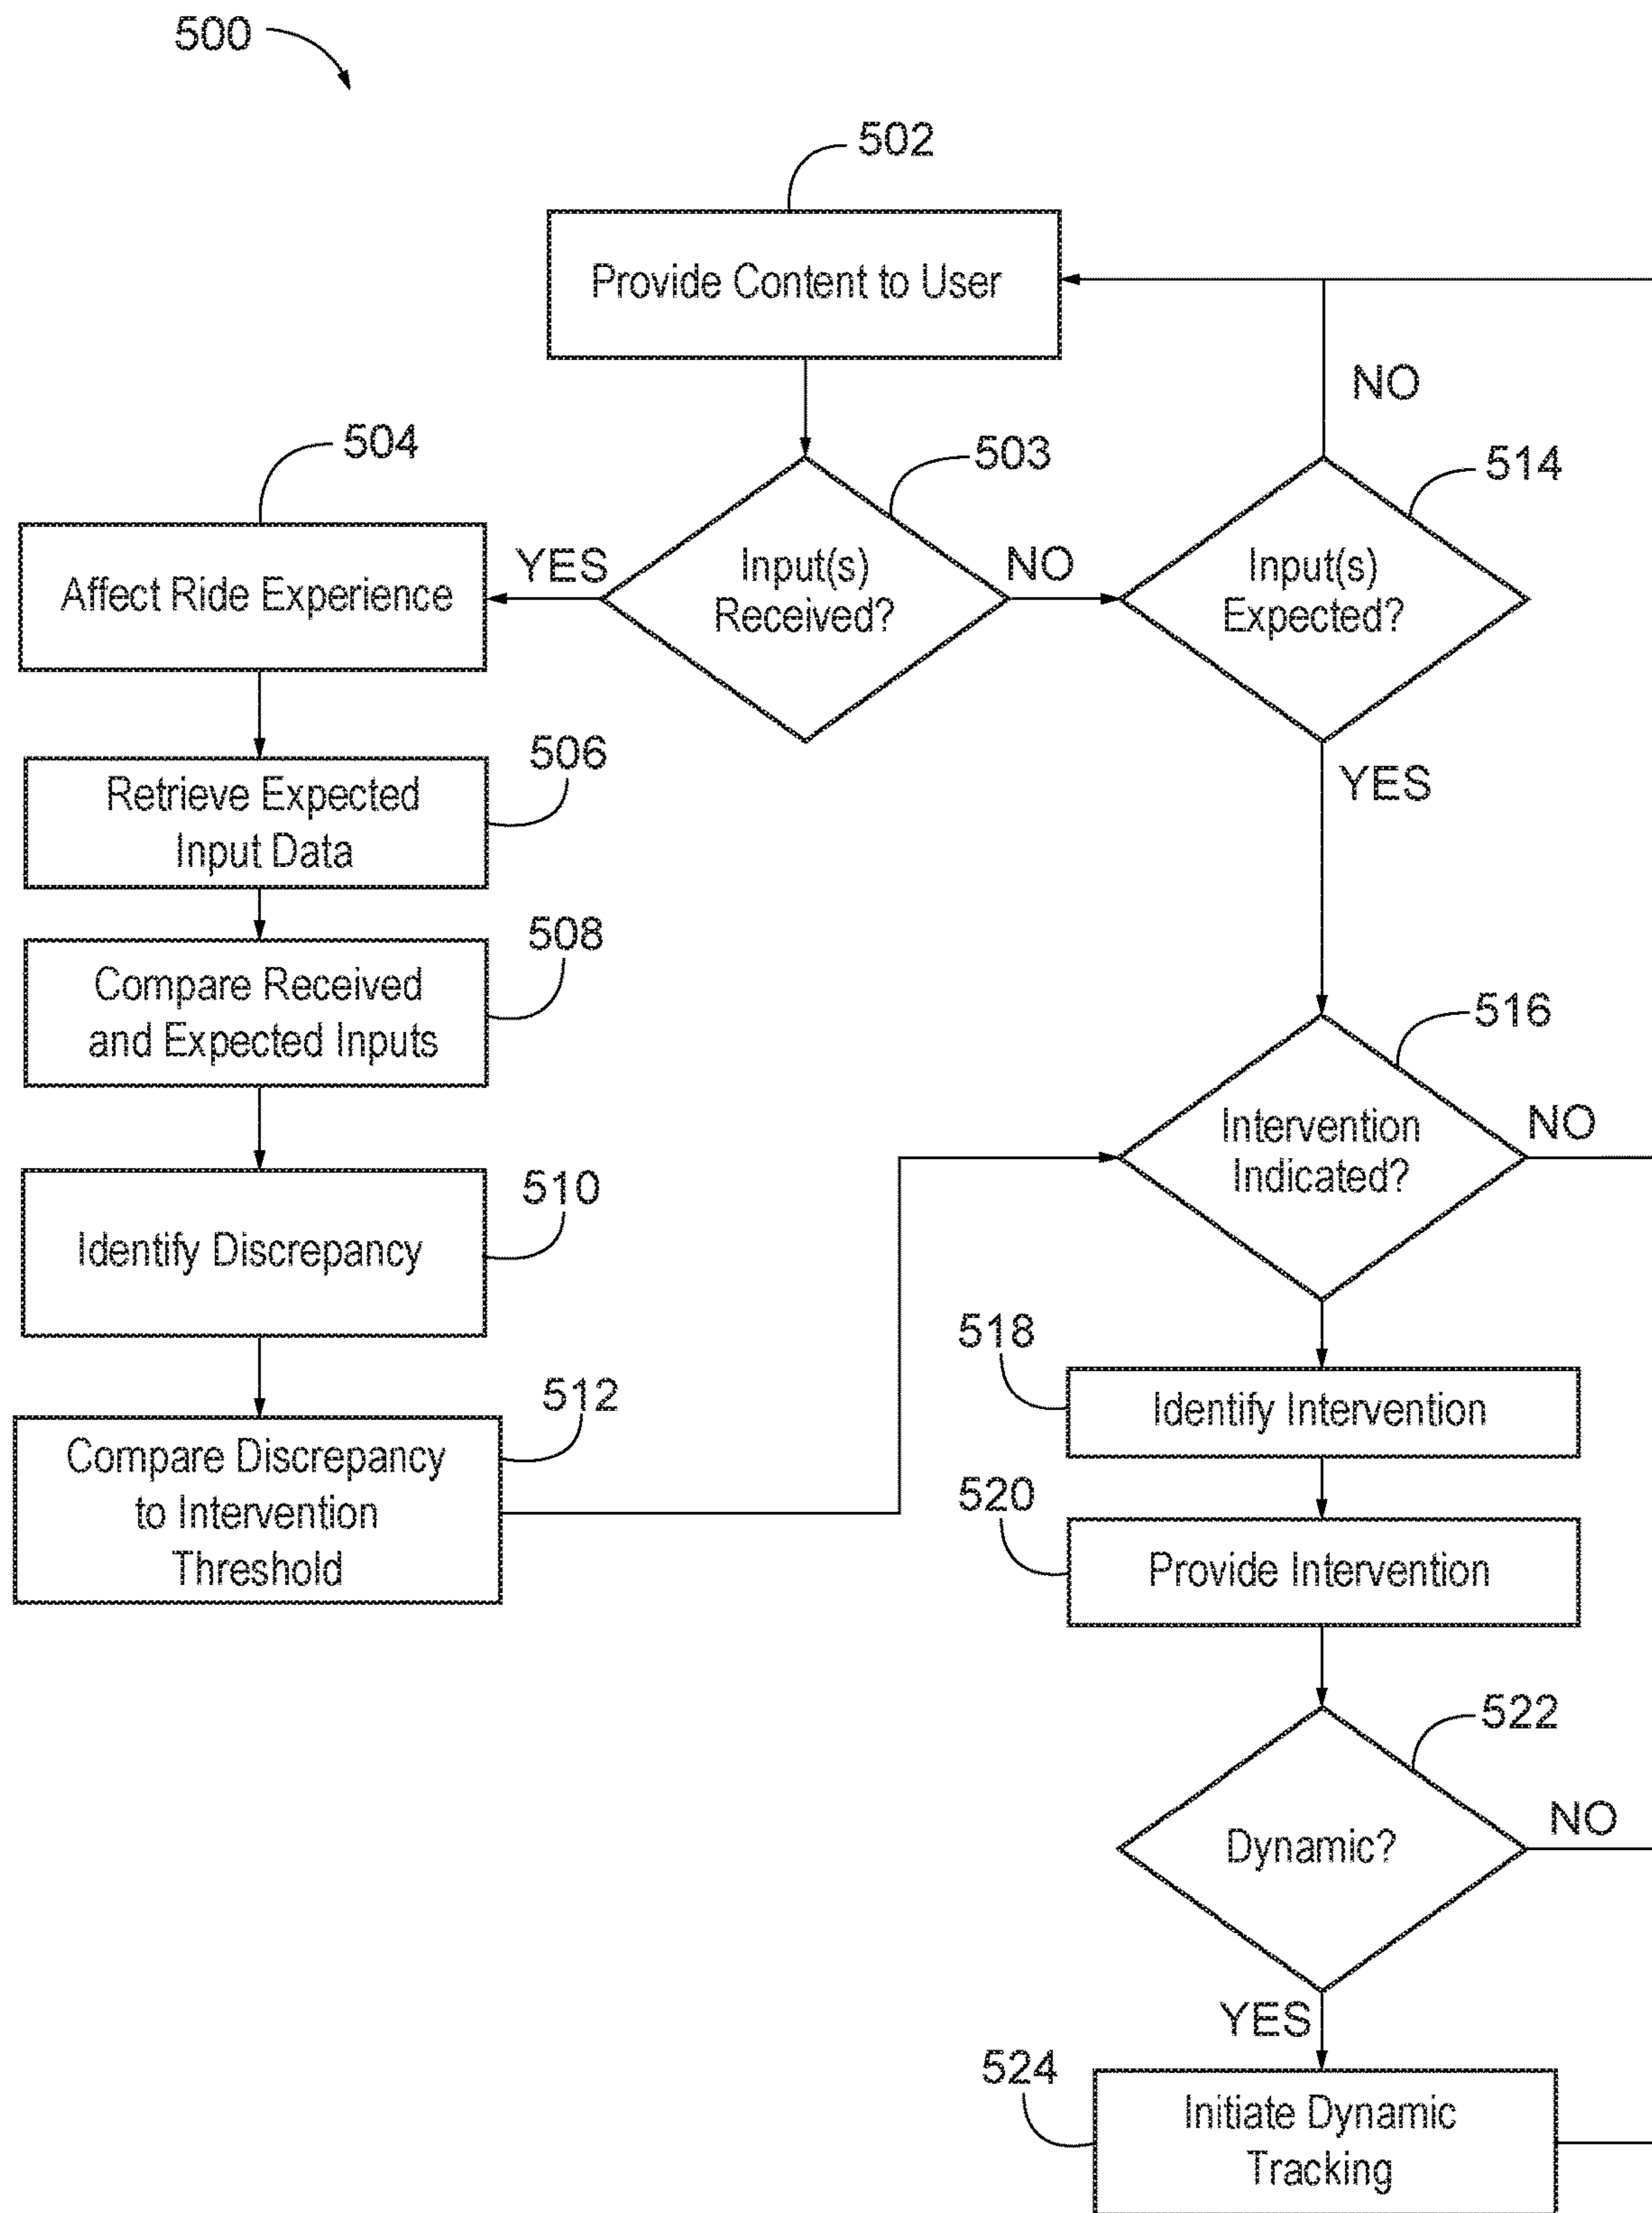 500
502
Provide Content to User
NO
504
503
514
Affect Ride Experience
YES
Input(s)
Received?
NO
Input(s)
Expected?
506
Retrieve Expected
Input Data
YES
508
Compare Received
and Expected Inputs
516
Intervention
Indicated?
NO
510
Identify Discrepancy
518
Identify Intervention
512
Compare Discrepancy
to Intervention
Threshold
520
Provide Intervention
522
Dynamic?
NO
YES
524
Initiate Dynamic
Tracking